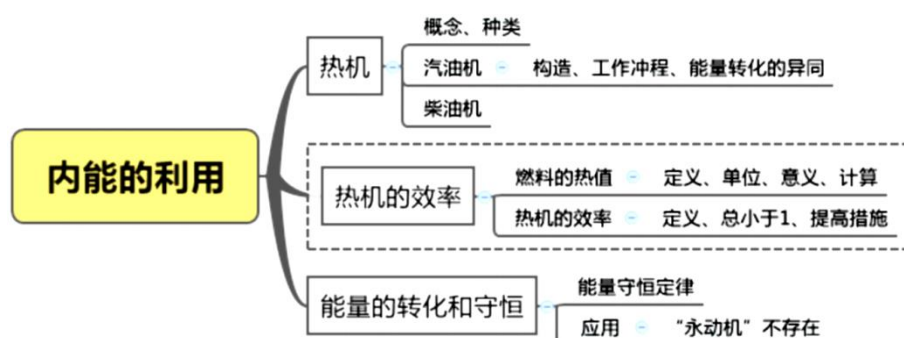 内能的利用
热机
概念、种类
汽油机
构造、工作冲程、能量转化的异同
柴油机
热机的效率
燃料的热值
定义、单位、意义、计算
热机的效率
定义、总小于1、提高措施
能量的转化和守恒
能量守恒定律
应用
“永动机”不存在